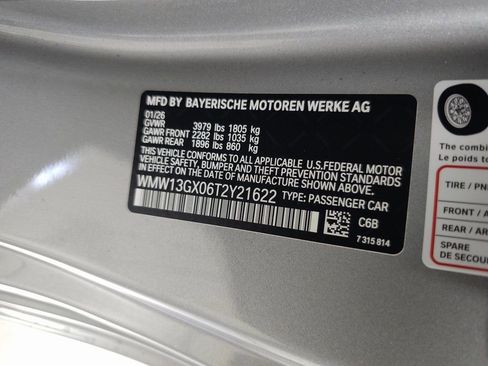 MFD BY BAYERISCHE MOTOREN WERKE AG
01/26
GVWR 3979 lbs 1805 kg
GAWR FRONT 2282 lbs 1035 kg
GAWR REAR 1896 lbs 860 kg
THIS VEHICLE CONFORMS TO ALL APPLICABLE U.S. FEDERAL MOTOR
VEHICLE SAFETY, BUMPER, AND THEFT PREVENTION STANDARDS IN
EFFECT ON THE DATE OF MANUFACTURE SHOWN ABOVE.
WMW13GX06T2Y21622 TYPE: PASSENGER CAR
C6B
7 315 814
The combin
Le poids to
TIRE / PN
FRONT / A
REAR / AR
SPARE
DE SECOU